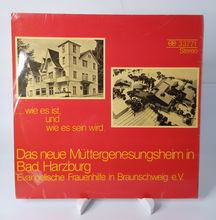 33771
Stereo
... wie es ist
und
wie es sein wird.
Das neue Müttergenesungsheim in
Bad Harzburg
Evangelische Frauenhilfe in Braunschweig e.V.